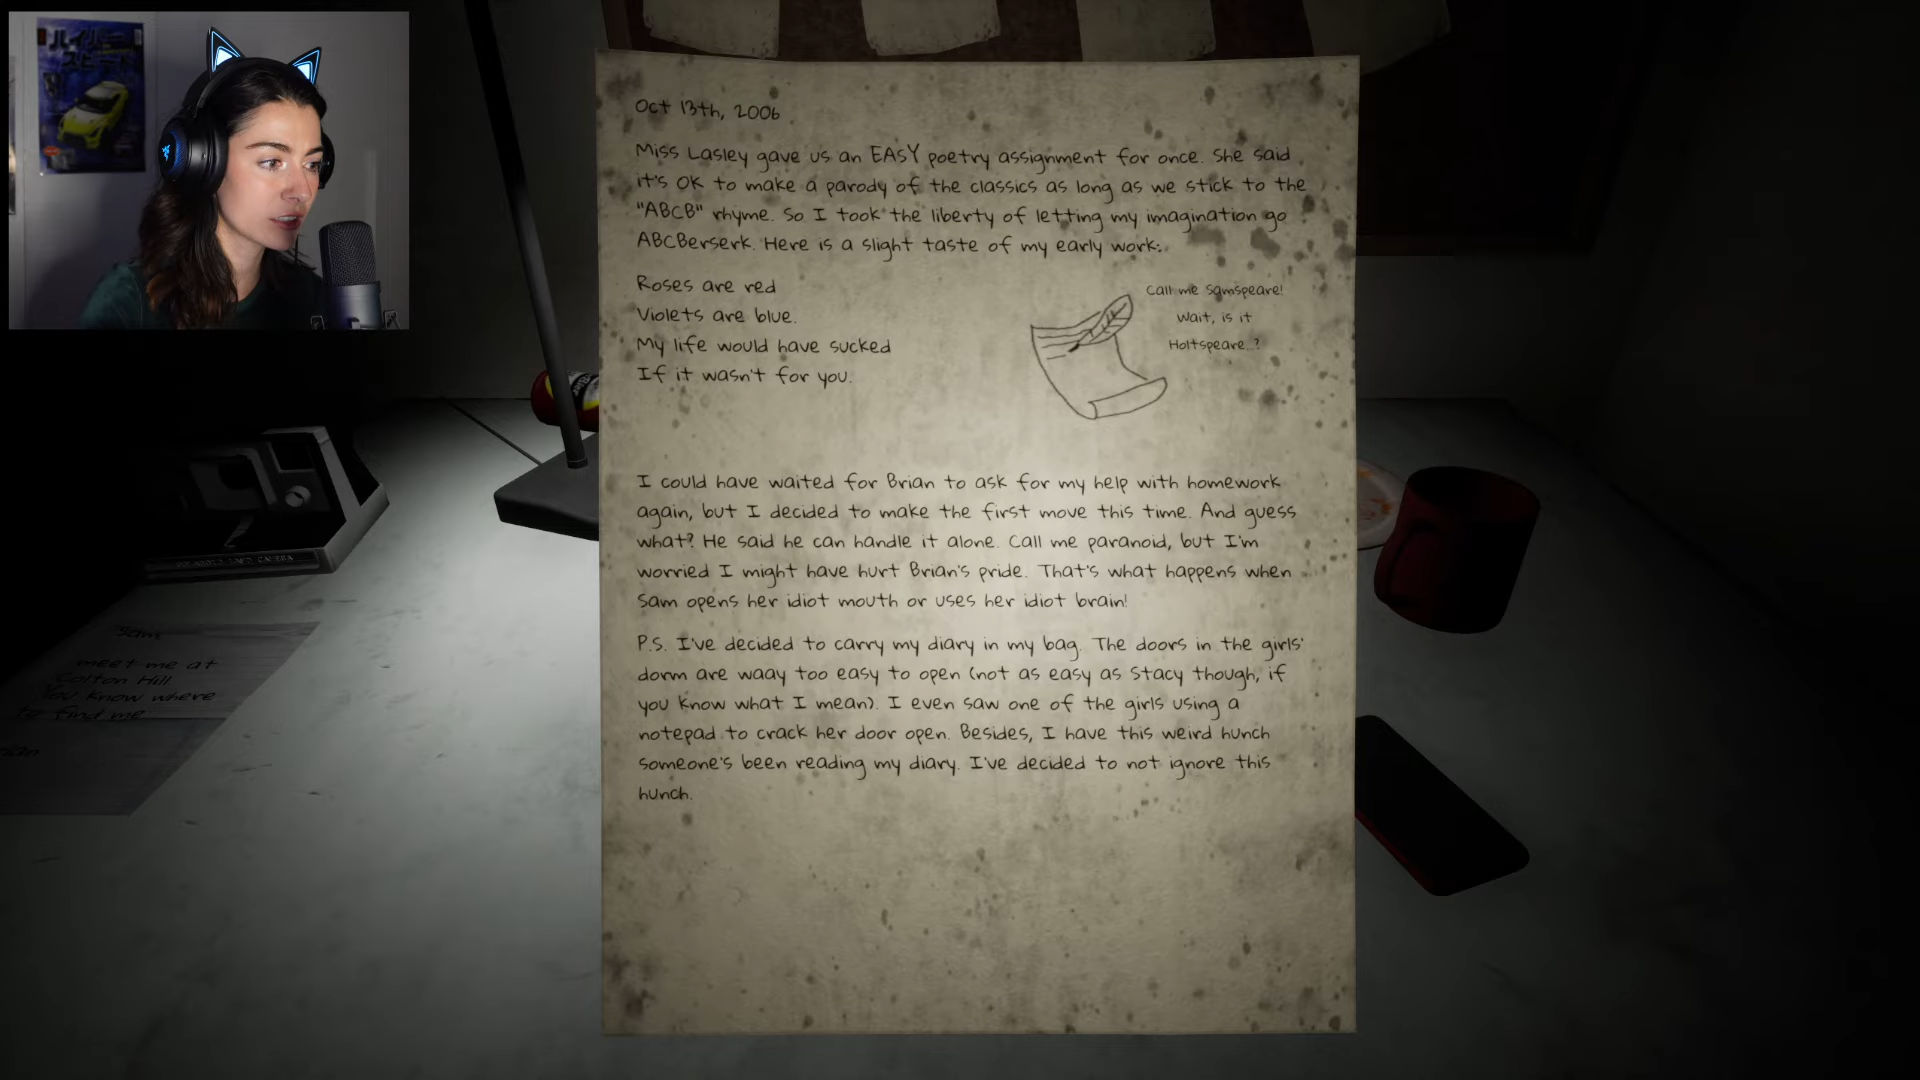 ハイパー
スピード
Oct 13th, 2006
Miss Lasley gave us an EASY poetry assignment for once. She said
it's OK to make a parody of the classics as long as we stick to the
"ABCB" rhyme. So I took the liberty of letting my imagination go
ABCBerserk. Here is a slight taste of my early work:
Roses are red
Violets are blue.
My life would have sucked
If it wasn't for you.
Call me Samspeare!
Wait, is it
Holtspeare..?
I could have waited for Brian to ask for my help with homework
again, but I decided to make the first move this time. And guess
what? He said he can handle it alone. Call me paranoid, but I'm
worried I might have hurt Brian's pride. That's what happens when
Sam opens her idiot mouth or uses her idiot brain!
P.S. I've decided to carry my diary in my bag. The doors in the girls'
dorm are waay too easy to open (not as easy as Stacy though, if
you know what I mean). I even saw one of the girls using a
notepad to crack her door open. Besides, I have this weird hunch
someone's been reading my diary. I've decided to not ignore this
hunch.
Sam
meet me at
Colton Hill
You know where
to find me